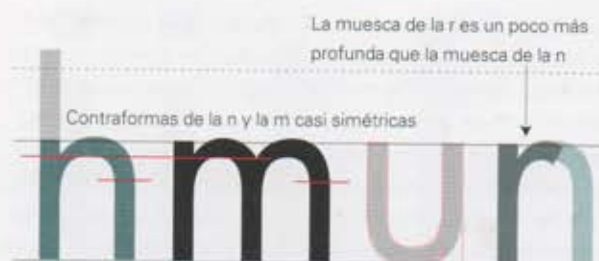 La muesca de la r es un poco más
profunda que la muesca de la n
Contraformas de la n y la m casi simétricas
h m u n